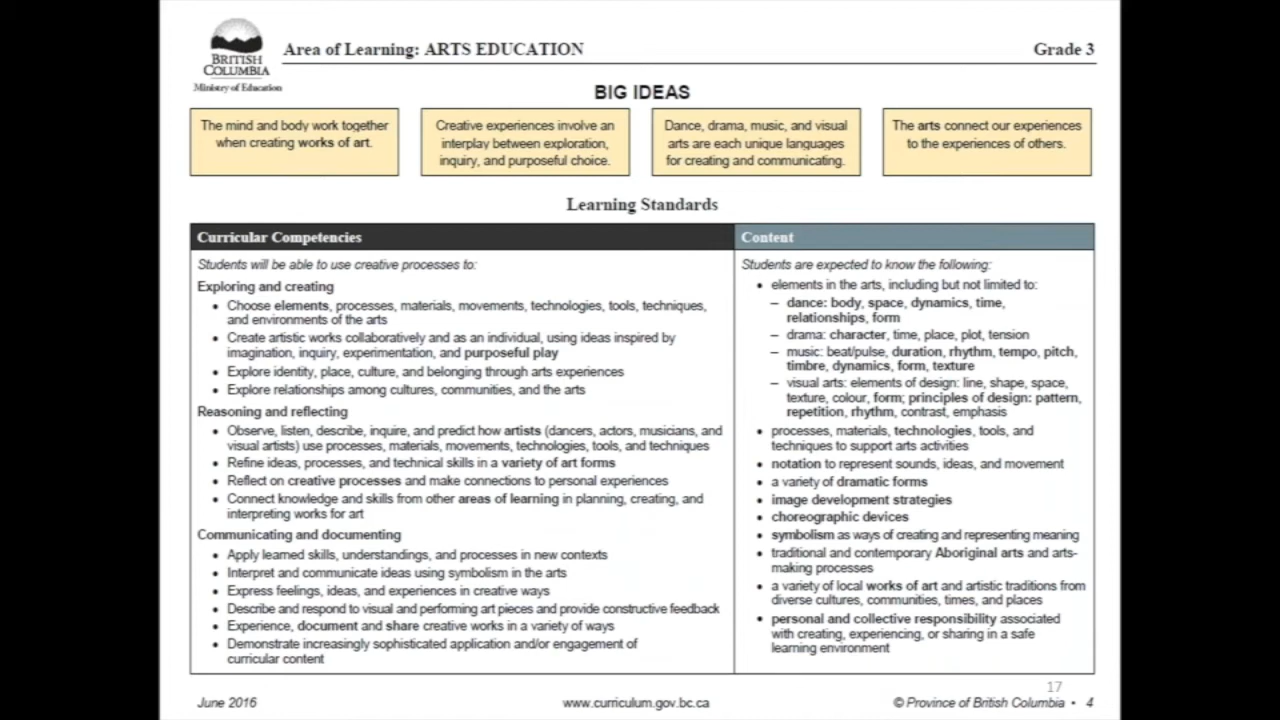 BRITISH
COLUMBIA
Ministry of Education
Area of Learning: ARTS EDUCATION
Grade 3
BIG IDEAS
The mind and body work together
when creating works of art.
Creative experiences involve an
interplay between exploration,
inquiry, and purposeful choice.
Dance, drama, music, and visual
arts are each unique languages
for creating and communicating.
The arts connect our experiences
to the experiences of others.
Learning Standards
Curricular Competencies
Students will be able to use creative processes to:
Exploring and creating
• Choose elements, processes, materials, movements, technologies, tools, techniques,
and environments of the arts
• Create artistic works collaboratively and as an individual, using ideas inspired by
imagination, inquiry, experimentation, and purposeful play
• Explore identity, place, culture, and belonging through arts experiences
• Explore relationships among cultures, communities, and the arts
Reasoning and reflecting
• Observe, listen, describe, inquire, and predict how artists (dancers, actors, musicians, and
visual artists) use processes, materials, movements, technologies, tools, and techniques
• Refine ideas, processes, and technical skills in a variety of art forms
• Reflect on creative processes and make connections to personal experiences
• Connect knowledge and skills from other areas of learning in planning, creating, and
interpreting works for art
Communicating and documenting
• Apply learned skills, understandings, and processes in new contexts
• Interpret and communicate ideas using symbolism in the arts
• Express feelings, ideas, and experiences in creative ways
• Describe and respond to visual and performing art pieces and provide constructive feedback
• Experience, document and share creative works in a variety of ways
• Demonstrate increasingly sophisticated application and/or engagement of
curricular content
Content
Students are expected to know the following:
• elements in the arts, including but not limited to:
– dance: body, space, dynamics, time,
relationships, form
– drama: character, time, place, plot, tension
– music: beat/pulse, duration, rhythm, tempo, pitch,
timbre, dynamics, form, texture
– visual arts: elements of design: line, shape, space,
texture, colour, form; principles of design: pattern,
repetition, rhythm, contrast, emphasis
• processes, materials, technologies, tools, and
techniques to support arts activities
• notation to represent sounds, ideas, and movement
• a variety of dramatic forms
• image development strategies
• choreographic devices
• symbolism as ways of creating and representing meaning
• traditional and contemporary Aboriginal arts and arts-
making processes
• a variety of local works of art and artistic traditions from
diverse cultures, communities, times, and places
• personal and collective responsibility associated
with creating, experiencing, or sharing in a safe
learning environment
17
June 2016
www.curriculum.gov.bc.ca
© Province of British Columbia • 4